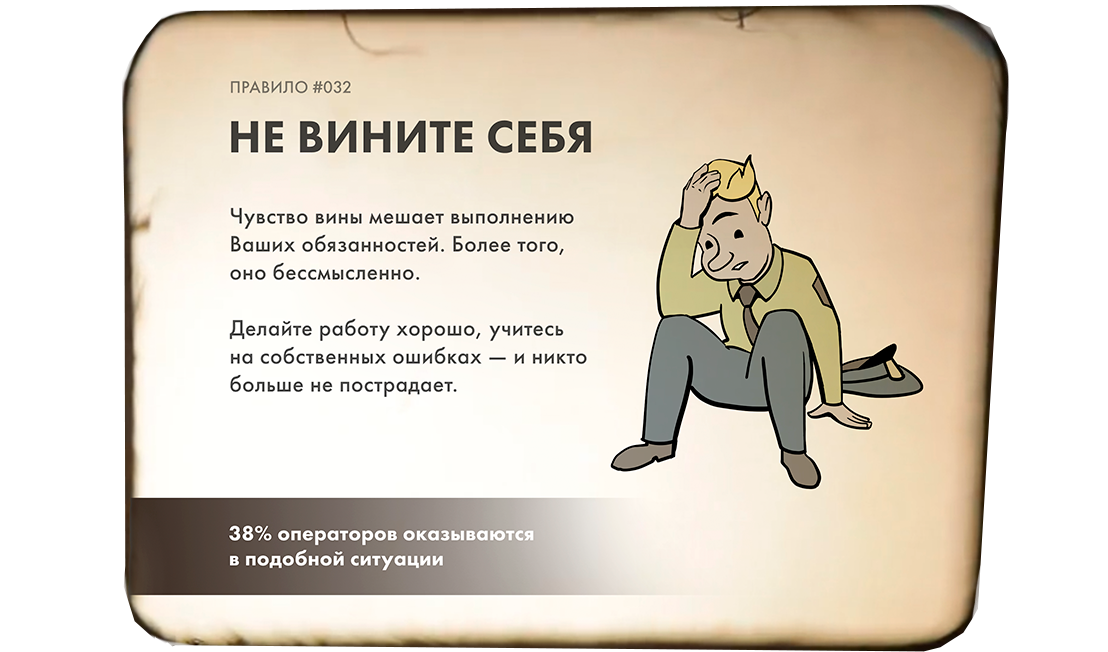 ПРАВИЛО #032
НЕ ВИНИТЕ СЕБЯ
Чувство вины мешает выполнению
Ваших обязанностей. Более того,
оно бессмысленно.
Делайте работу хорошо, учитесь
на собственных ошибках — и никто
больше не пострадает.
38% операторов оказываются
в подобной ситуации